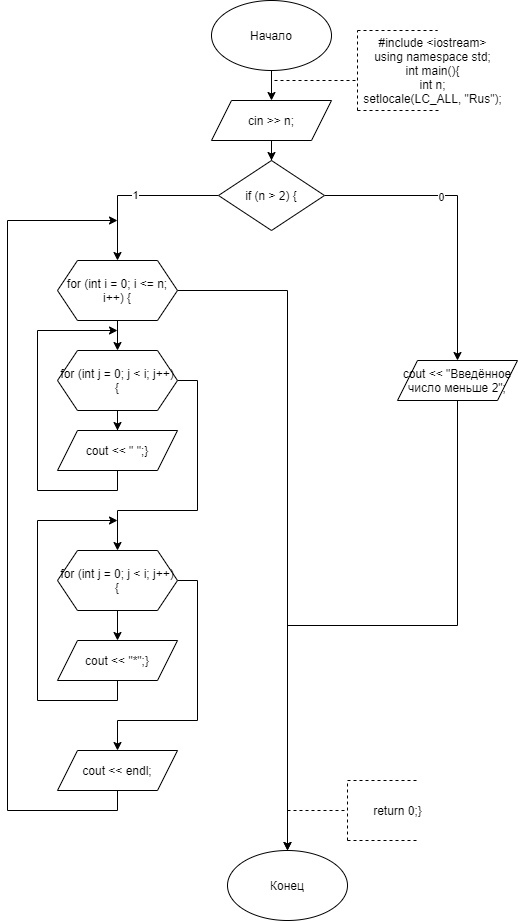 Начало
#include <iostream>
using namespace std;
int main(){
int n;
setlocale(LC_ALL, "Rus");
cin >> n;
if (n > 2) {
1
0
for (int i = 0; i <= n;
i++) {
for (int j = 0; j < i; j++)
{
cout << "Введённое
число меньше 2";
cout << " ";}
for (int j = 0; j < i; j++)
{
cout << "*";}
cout << endl;
return 0;}
Конец